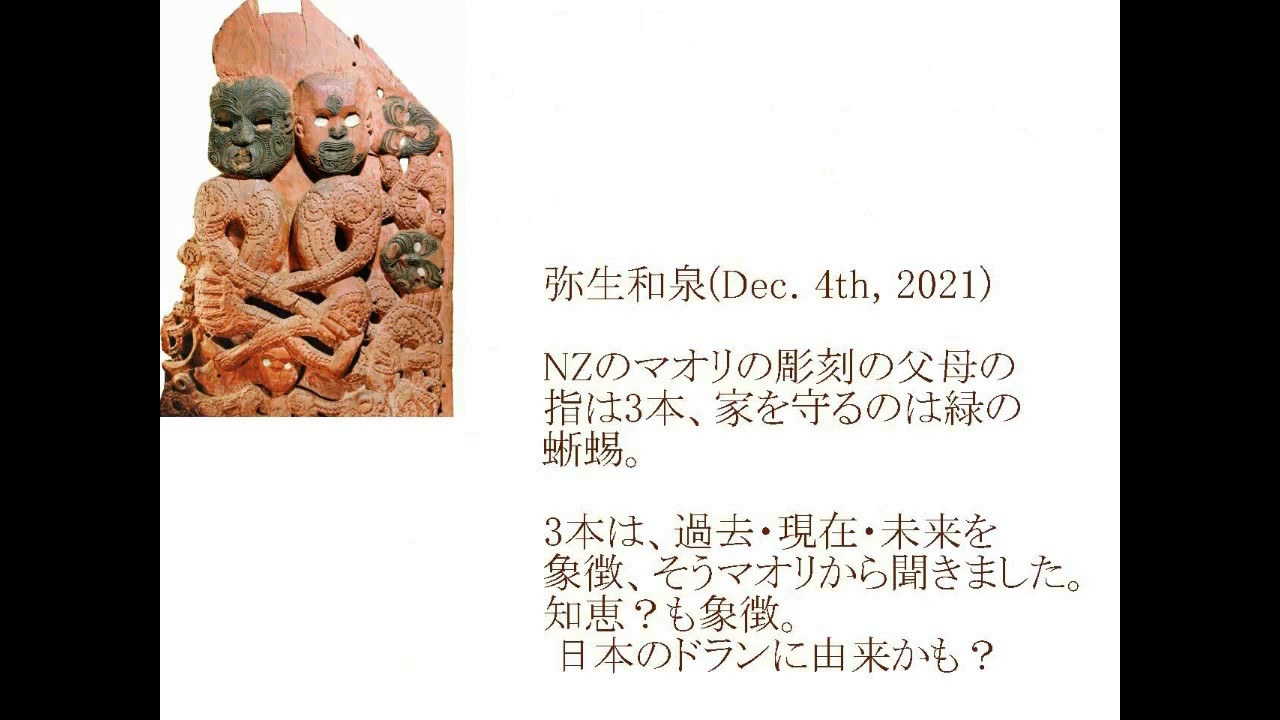 弥生和泉(Dec. 4th, 2021)
NZのマオリの彫刻の父母の
指は3本、家を守るのは緑の
蜥蜴。
3本は、過去・現在・未来を
象徴、そうマオリから聞きました。
知恵？も象徴。
日本のドランに由来かも？